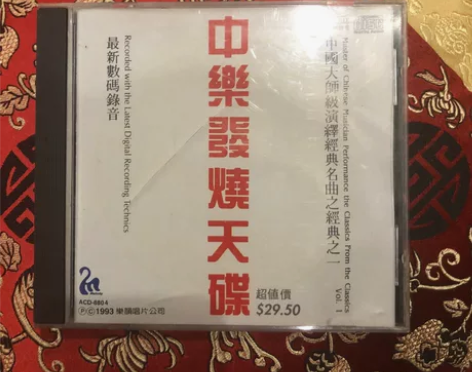 中樂發燒天碟
中國大師級演繹經典名曲之經典之一
Master of Chinese Musician Performance the Classics From the Classics Vol. 1
最新數碼錄音
Recorded with the Latest Digital Recording Technics
超值價
$29.50
ACD-8804
Ⓟ©1993 樂韻唱片公司